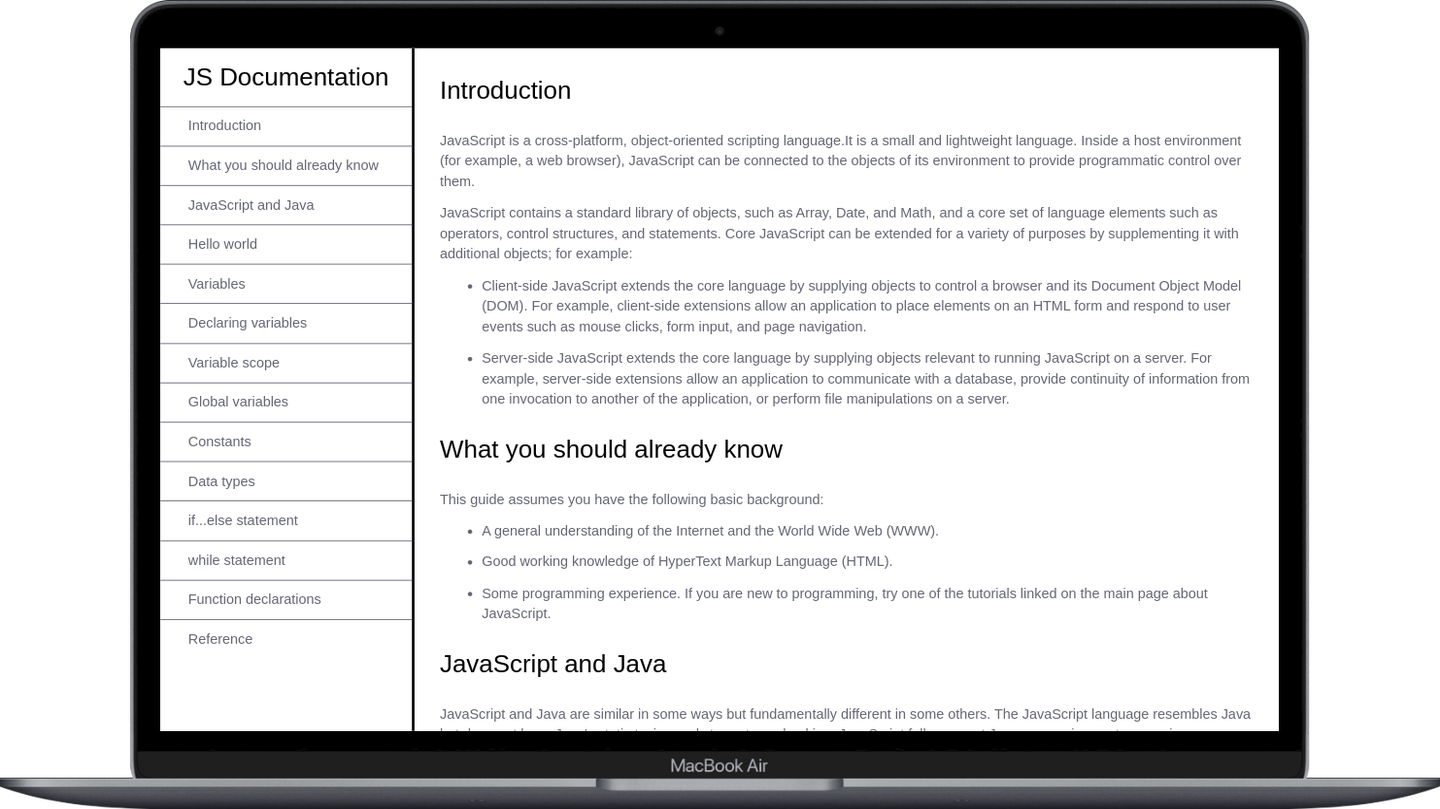 JS Documentation
Introduction
What you should already know
JavaScript and Java
Hello world
Variables
Declaring variables
Variable scope
Global variables
Constants
Data types
if...else statement
while statement
Function declarations
Reference
Introduction
JavaScript is a cross-platform, object-oriented scripting language.It is a small and lightweight language. Inside a host environment
(for example, a web browser), JavaScript can be connected to the objects of its environment to provide programmatic control over
them.
JavaScript contains a standard library of objects, such as Array, Date, and Math, and a core set of language elements such as
operators, control structures, and statements. Core JavaScript can be extended for a variety of purposes by supplementing it with
additional objects; for example:
• Client-side JavaScript extends the core language by supplying objects to control a browser and its Document Object Model
(DOM). For example, client-side extensions allow an application to place elements on an HTML form and respond to user
events such as mouse clicks, form input, and page navigation.
• Server-side JavaScript extends the core language by supplying objects relevant to running JavaScript on a server. For
example, server-side extensions allow an application to communicate with a database, provide continuity of information from
one invocation to another of the application, or perform file manipulations on a server.
What you should already know
This guide assumes you have the following basic background:
• A general understanding of the Internet and the World Wide Web (WWW).
• Good working knowledge of HyperText Markup Language (HTML).
• Some programming experience. If you are new to programming, try one of the tutorials linked on the main page about
JavaScript.
JavaScript and Java
JavaScript and Java are similar in some ways but fundamentally different in some others. The JavaScript language resembles Java
MacBook Air